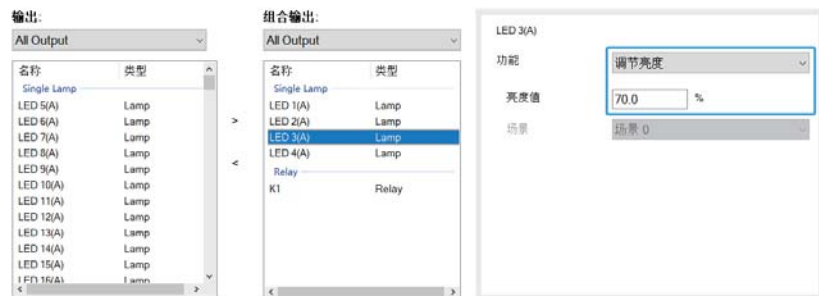 输出:
All Output
名称 类型
Single Lamp
LED 5(A) Lamp
LED 6(A) Lamp
LED 7(A) Lamp
LED 8(A) Lamp
LED 9(A) Lamp
LED 10(A) Lamp
LED 11(A) Lamp
LED 12(A) Lamp
LED 13(A) Lamp
LED 14(A) Lamp
LED 15(A) Lamp
LED 16(A) Lamp
>
<
组合输出:
All Output
名称 类型
Single Lamp
LED 1(A) Lamp
LED 2(A) Lamp
LED 3(A) Lamp
LED 4(A) Lamp
Relay
K1 Relay
LED 3(A)
功能 调节亮度
亮度值 70.0 %
场景 场景 0